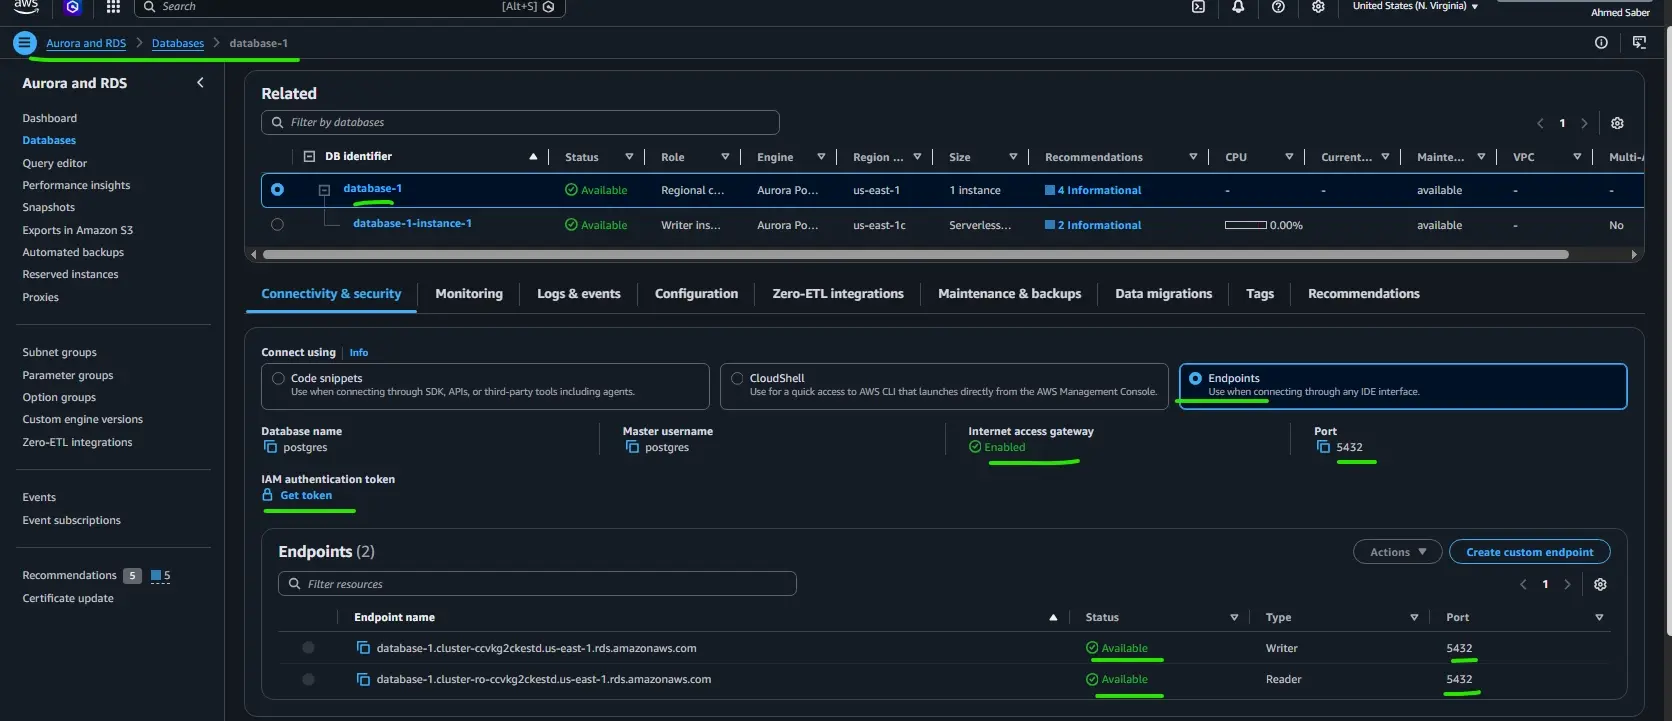 aws
Search
[Alt+S]
United States (N. Virginia)
Ahmed Saber
Aurora and RDS
Databases
database-1
Aurora and RDS
Dashboard
Databases
Query editor
Performance insights
Snapshots
Exports in Amazon S3
Automated backups
Reserved instances
Proxies
Subnet groups
Parameter groups
Option groups
Custom engine versions
Zero-ETL integrations
Events
Event subscriptions
Recommendations 5 5
Certificate update
Related
Filter by databases
1
DB identifier Status Role Engine Region ... Size Recommendations CPU Current... Mainte... VPC Multi-A
database-1 Available Regional c... Aurora Po... us-east-1 1 instance 4 Informational - - available - -
database-1-instance-1 Available Writer ins... Aurora Po... us-east-1c Serverless... 2 Informational 0.00% available - No
Connectivity & security Monitoring Logs & events Configuration Zero-ETL integrations Maintenance & backups Data migrations Tags Recommendations
Connect using Info
Code snippets
Use when connecting through SDK, APIs, or third-party tools including agents.
CloudShell
Use for a quick access to AWS CLI that launches directly from the AWS Management Console.
Endpoints
Use when connecting through any IDE interface.
Database name
postgres
Master username
postgres
Internet access gateway
Enabled
Port
5432
IAM authentication token
Get token
Endpoints (2)
Actions
Create custom endpoint
Filter resources
1
Endpoint name Status Type Port
database-1.cluster-ccvkg2ckestd.us-east-1.rds.amazonaws.com Available Writer 5432
database-1.cluster-ro-ccvkg2ckestd.us-east-1.rds.amazonaws.com Available Reader 5432